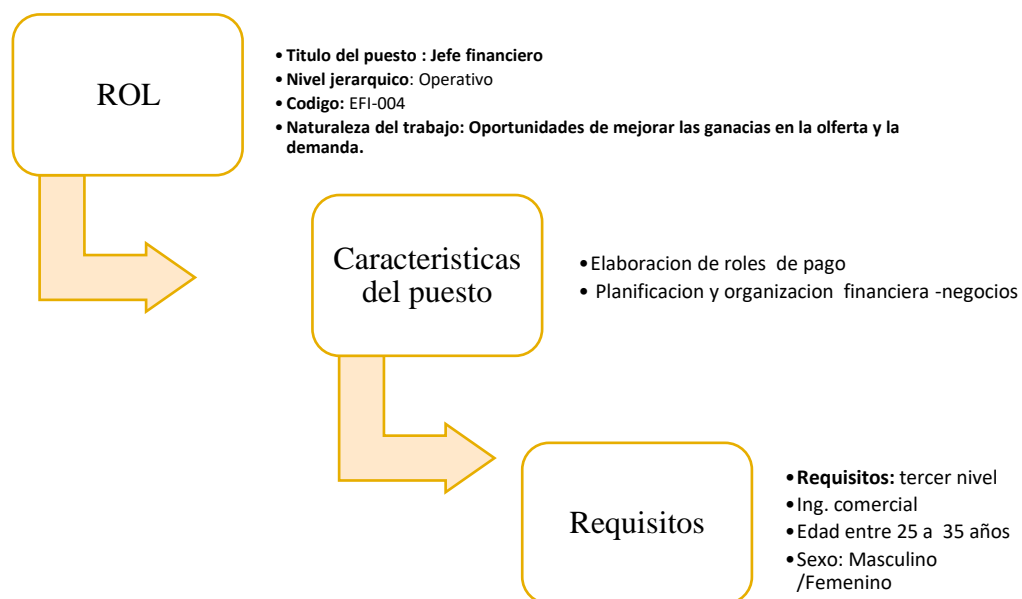 ROL
• Titulo del puesto : Jefe financiero
• Nivel jerarquico: Operativo
• Codigo: EFI-004
• Naturaleza del trabajo: Oportunidades de mejorar las ganacias en la olferta y la
demanda.
Caracteristicas
del puesto
• Elaboracion de roles de pago
• Planificacion y organizacion financiera -negocios
Requisitos
• Requisitos: tercer nivel
• Ing. comercial
• Edad entre 25 a 35 años
• Sexo: Masculino
/Femenino